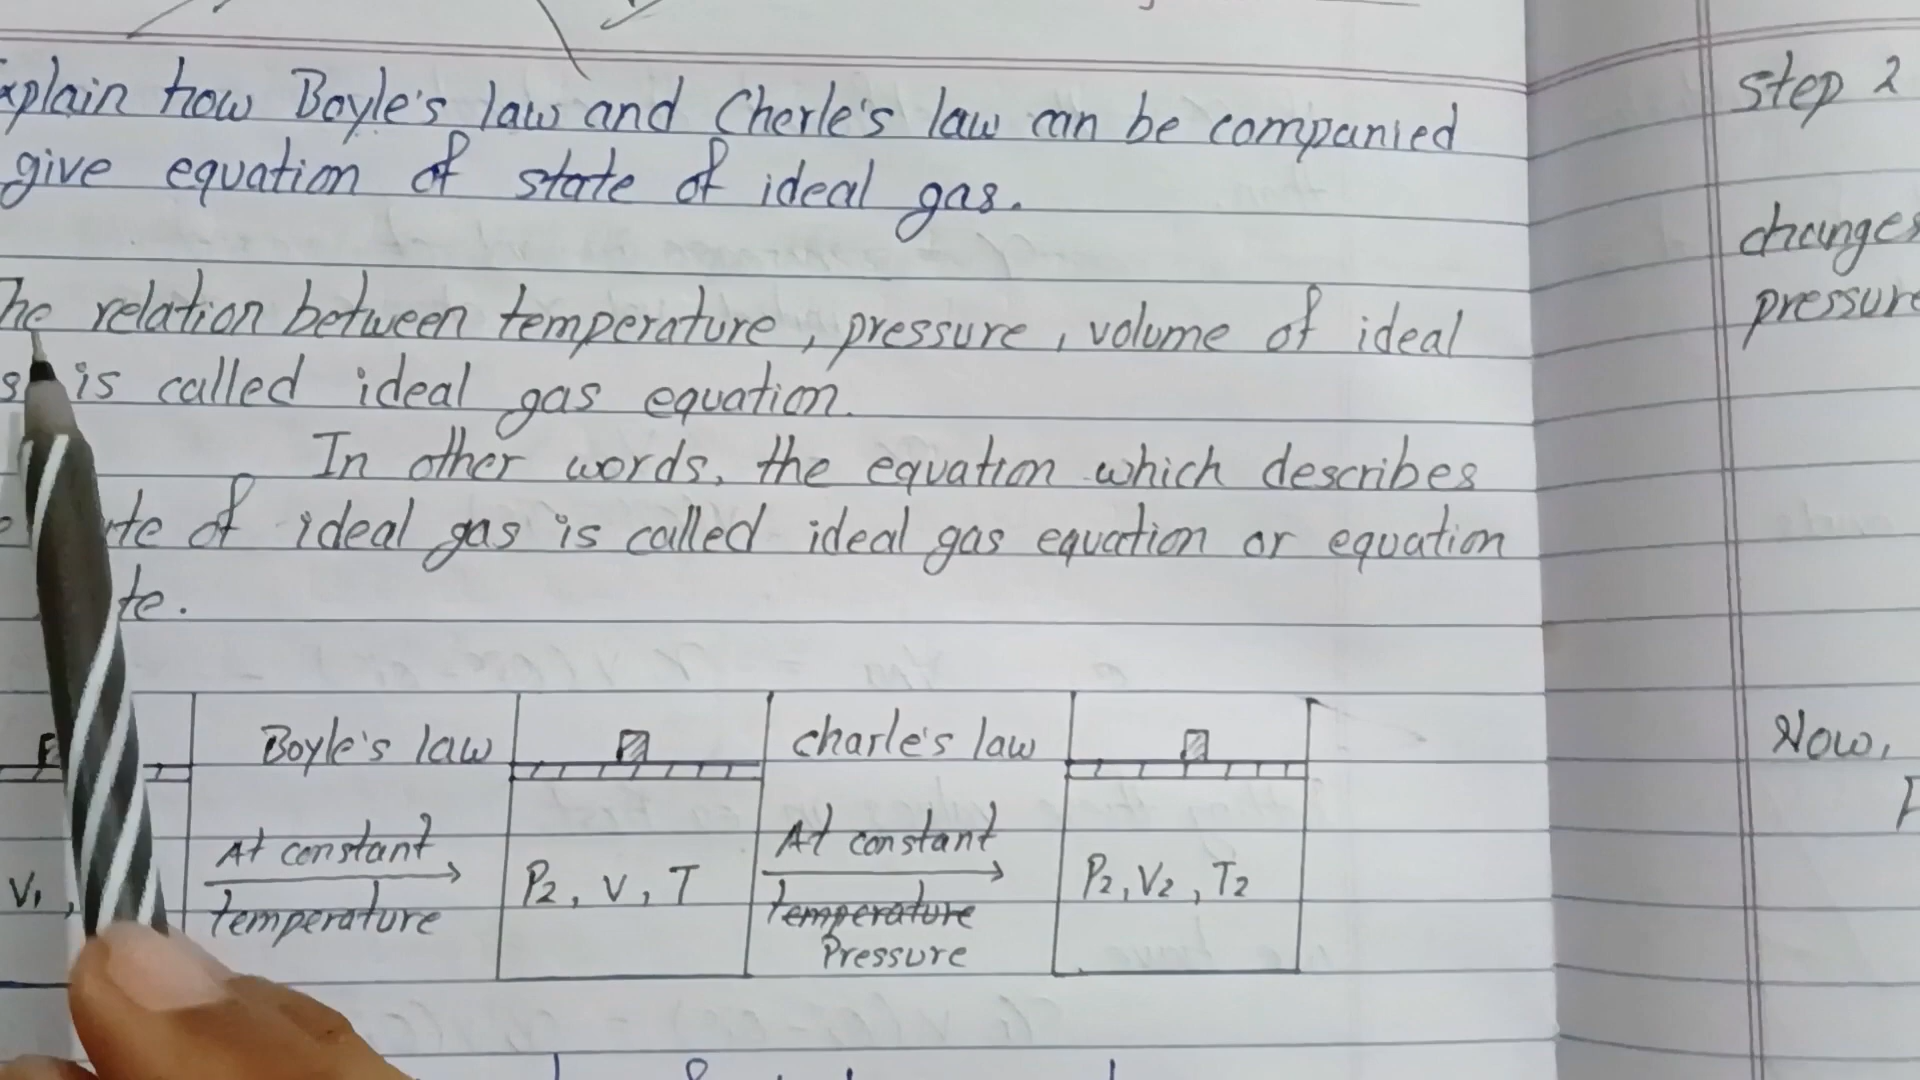 xplain how Boyle's law and Cherle's law can be companied
give equation of state of ideal gas.
The relation between temperature, pressure, volume of ideal
s is called ideal gas equation.
In other words, the equation which describes
te of ideal gas is called ideal gas equation or equation
te.
Boyle's law
At constant
temperature
V1,
P2, V, T
charle's law
At constant
temperature
Pressure
P2, V2, T2
step 2
changes
pressure
Now,